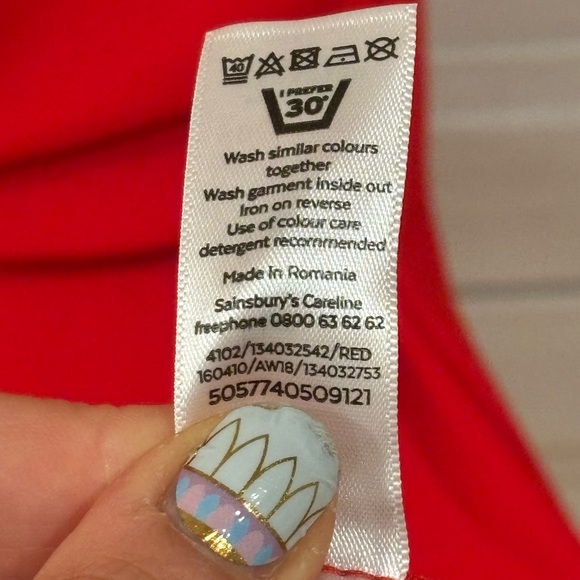 40
I PREFER
30°
Wash similar colours
together
Wash garment inside out
Iron on reverse
Use of colour care
detergent recommended
Made in Romania
Sainsbury's Careline
freephone 0800 63 62 62
4102/134032542/RED
160410/AW18/134032753
5057740509121